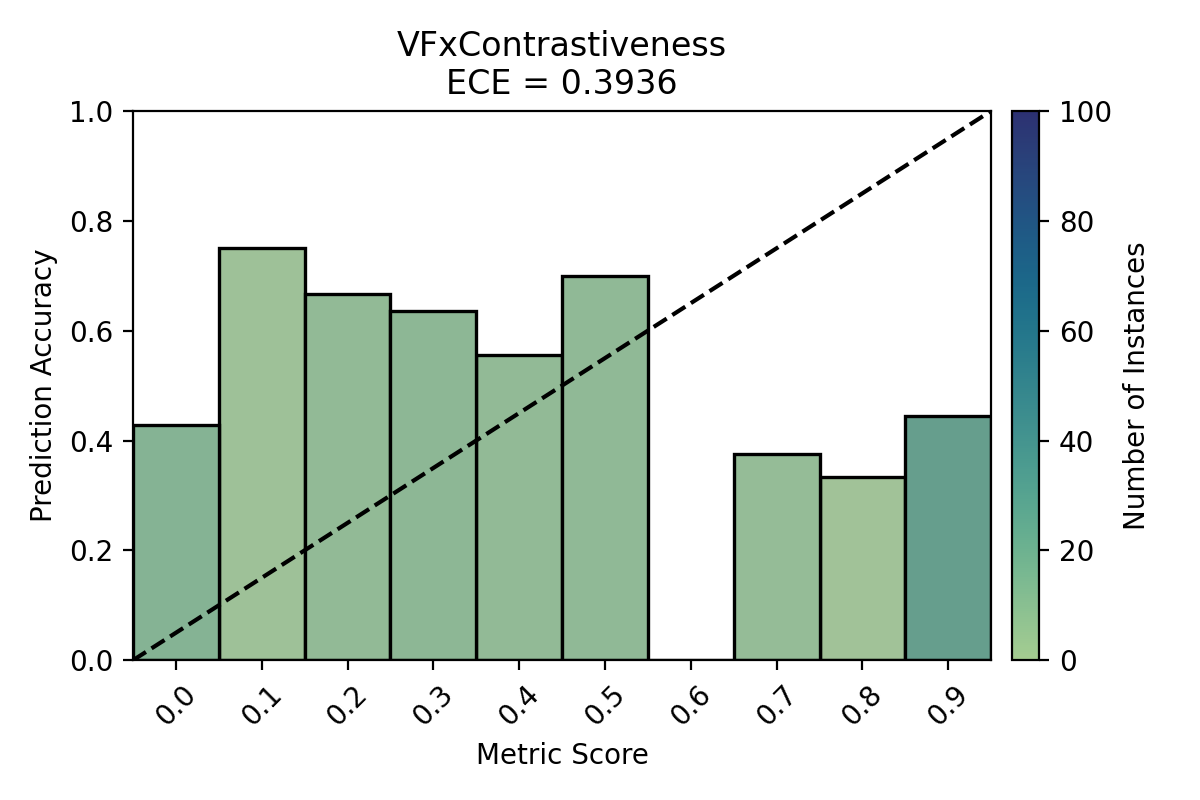 VFxContrastiveness
ECE = 0.3936
1.0
0.8
0.6
0.4
0.2
0.0
Prediction Accuracy
0.0 0.1 0.2 0.3 0.4 0.5 0.6 0.7 0.8 0.9
Metric Score
100
80
60
40
20
0
Number of Instances